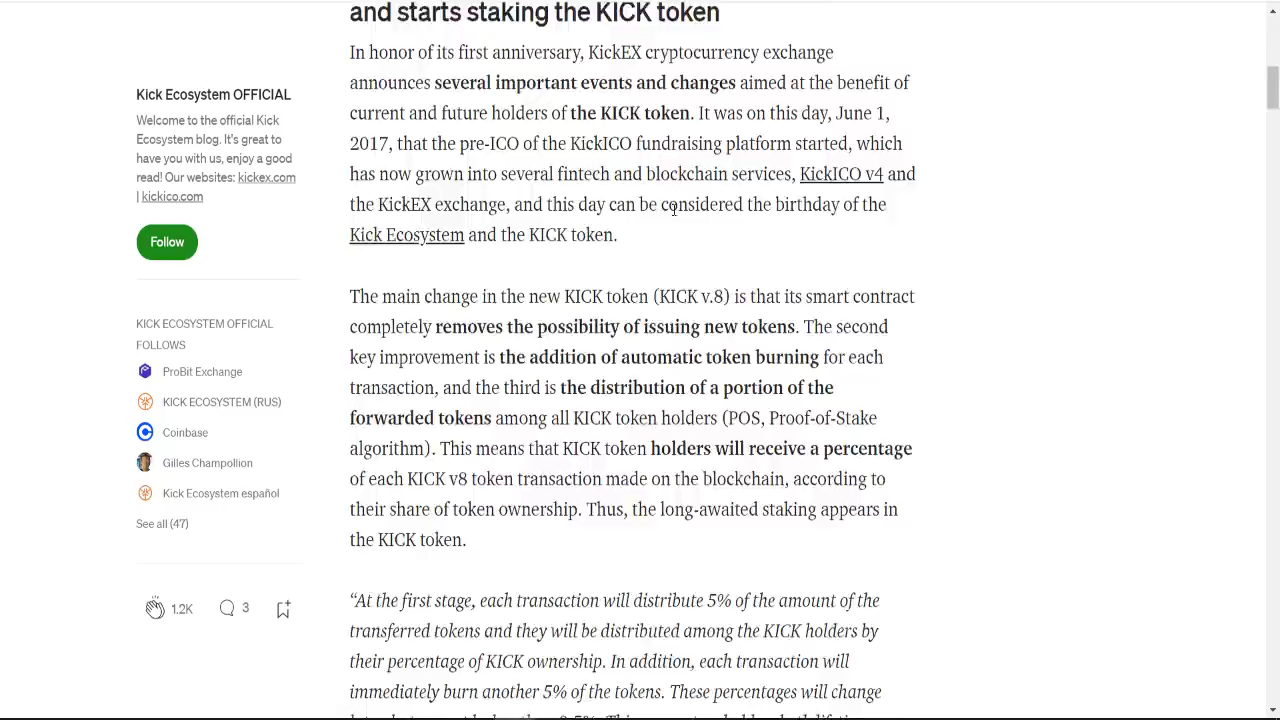 and starts staking the KICK token
In honor of its first anniversary, KickEX cryptocurrency exchange
announces several important events and changes aimed at the benefit of
current and future holders of the KICK token. It was on this day, June 1,
2017, that the pre-ICO of the KickICO fundraising platform started, which
has now grown into several fintech and blockchain services, KickICO v4 and
the KickEX exchange, and this day can be considered the birthday of the
Kick Ecosystem and the KICK token.
The main change in the new KICK token (KICK v.8) is that its smart contract
completely removes the possibility of issuing new tokens. The second
key improvement is the addition of automatic token burning for each
transaction, and the third is the distribution of a portion of the
forwarded tokens among all KICK token holders (POS, Proof-of-Stake
algorithm). This means that KICK token holders will receive a percentage
of each KICK v8 token transaction made on the blockchain, according to
their share of token ownership. Thus, the long-awaited staking appears in
the KICK token.
“At the first stage, each transaction will distribute 5% of the amount of the
transferred tokens and they will be distributed among the KICK holders by
their percentage of KICK ownership. In addition, each transaction will
immediately burn another 5% of the tokens. These percentages will change
Kick Ecosystem OFFICIAL
Welcome to the official Kick
Ecosystem blog. It's great to
have you with us, enjoy a good
read! Our websites: kickex.com
| kickico.com
Follow
KICK ECOSYSTEM OFFICIAL
FOLLOWS
ProBit Exchange
KICK ECOSYSTEM (RUS)
Coinbase
Gilles Champollion
Kick Ecosystem español
See all (47)
1.2K
3